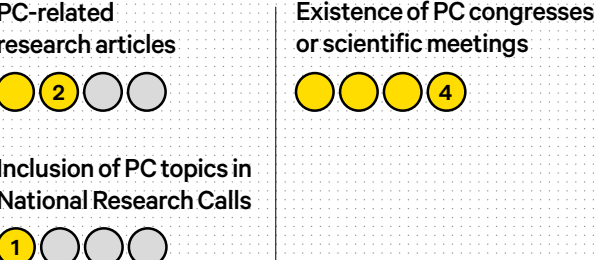 PC-related
research articles
2
Inclusion of PC topics in
National Research Calls
1
Existence of PC congresses
or scientific meetings
4